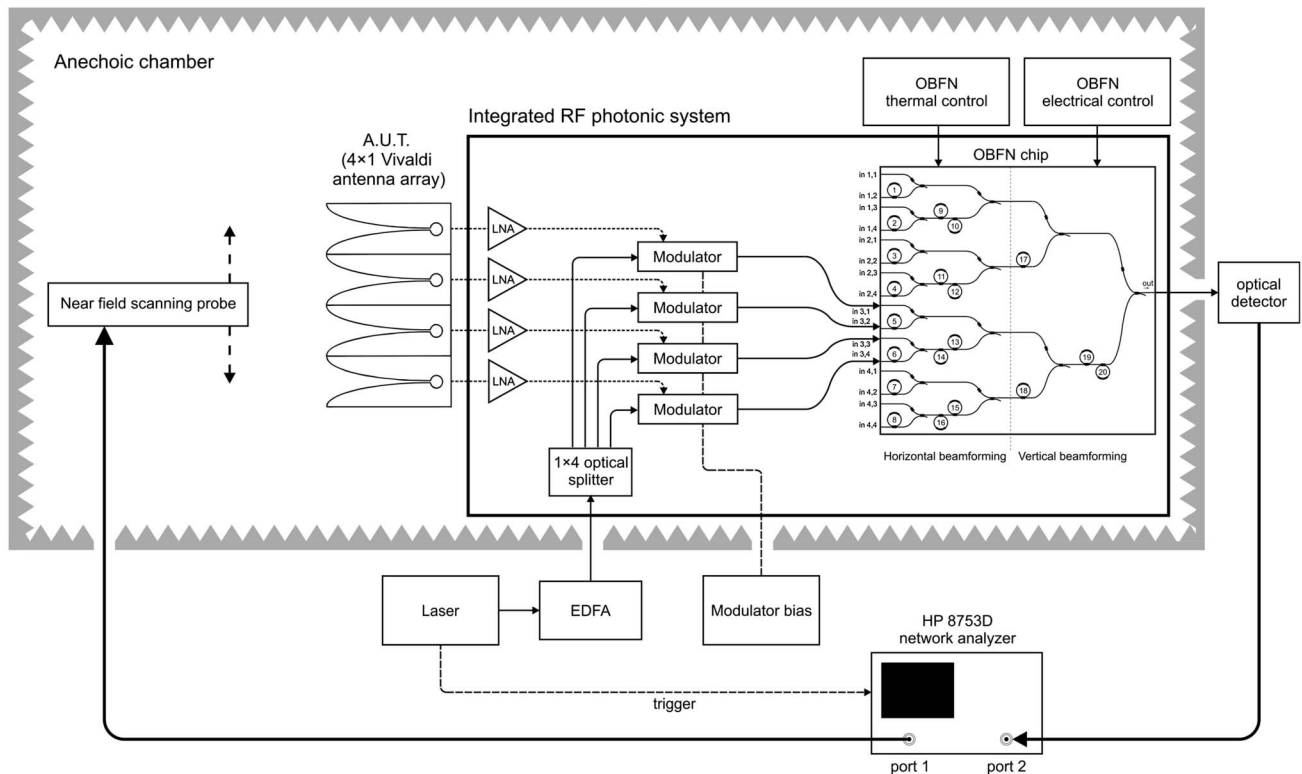 Anechoic chamber
OBFN
thermal control
OBFN
electrical control
Integrated RF photonic system
A.U.T.
(4×1 Vivaldi
antenna array)
OBFN chip
in 1,1
in 1,2
in 1,3
in 1,4
in 2,1
in 2,2
in 2,3
in 2,4
in 3,1
in 3,2
in 3,3
in 3,4
in 4,1
in 4,2
in 4,3
in 4,4
1
2
3
4
5
6
7
8
9
10
11
12
13
14
15
16
17
18
19
20
out
LNA
LNA
LNA
LNA
Modulator
Modulator
Modulator
Modulator
Near field scanning probe
optical
detector
Horizontal beamforming
Vertical beamforming
1×4 optical
splitter
Laser
EDFA
Modulator bias
HP 8753D
network analyzer
trigger
port 1
port 2